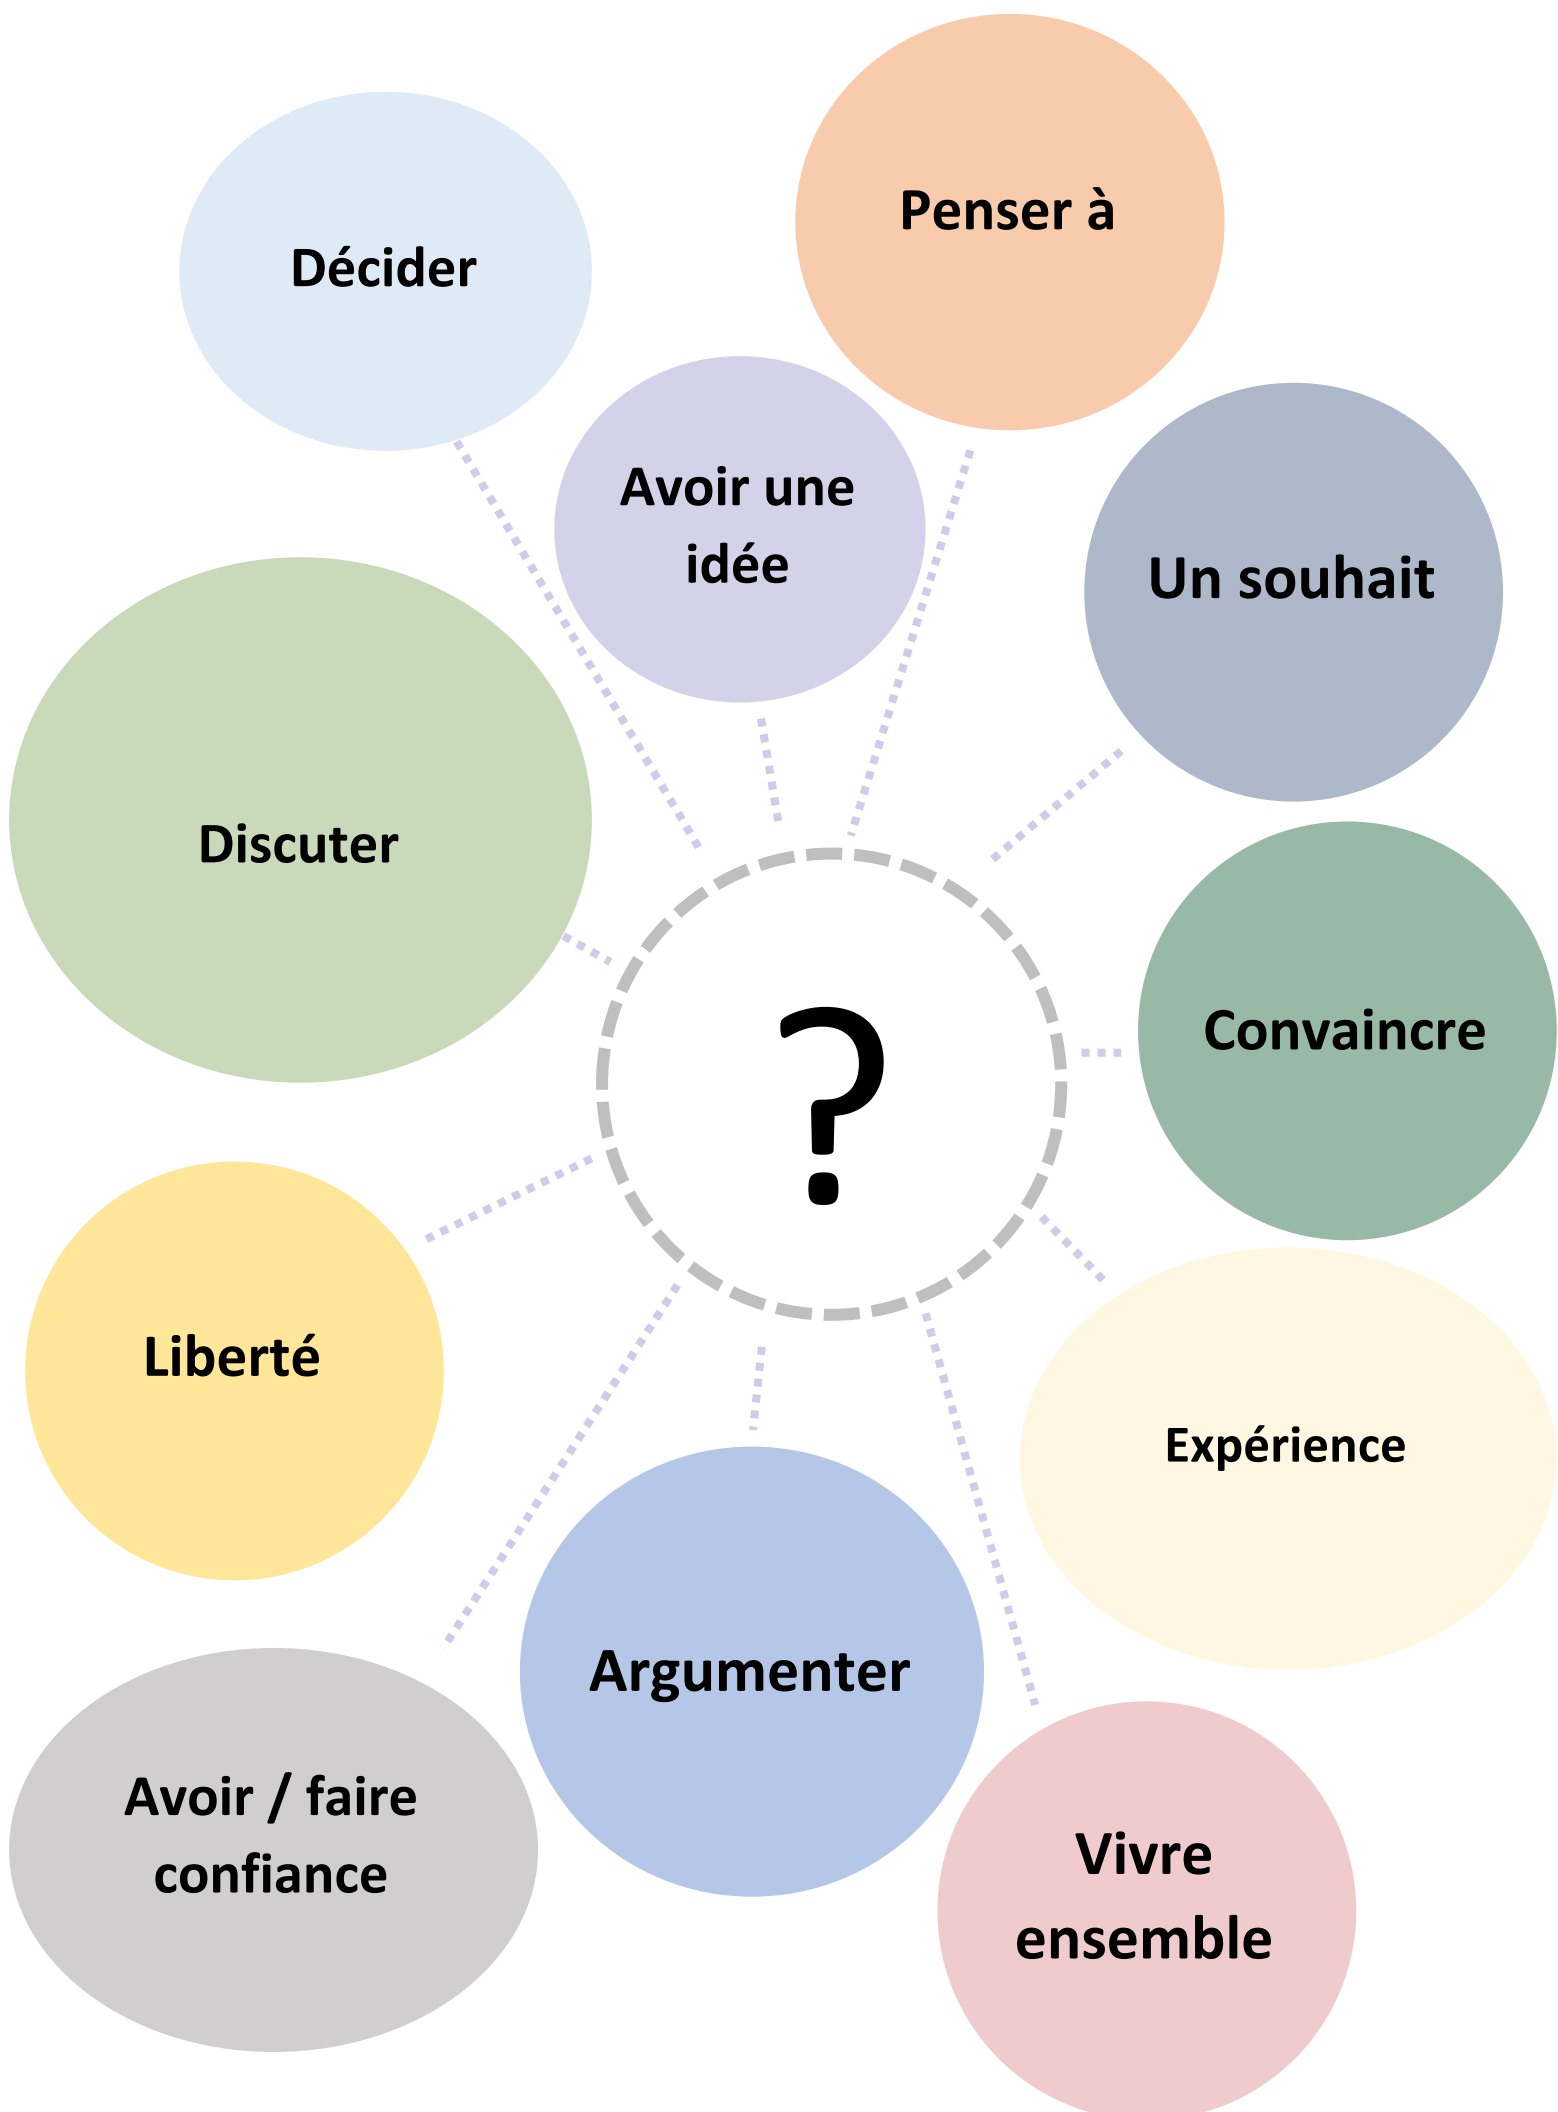 Penser à
Décider
Avoir une
idée
Un souhait
Discuter
Convaincre
?
Liberté
Expérience
Argumenter
Avoir / faire
confiance
Vivre
ensemble